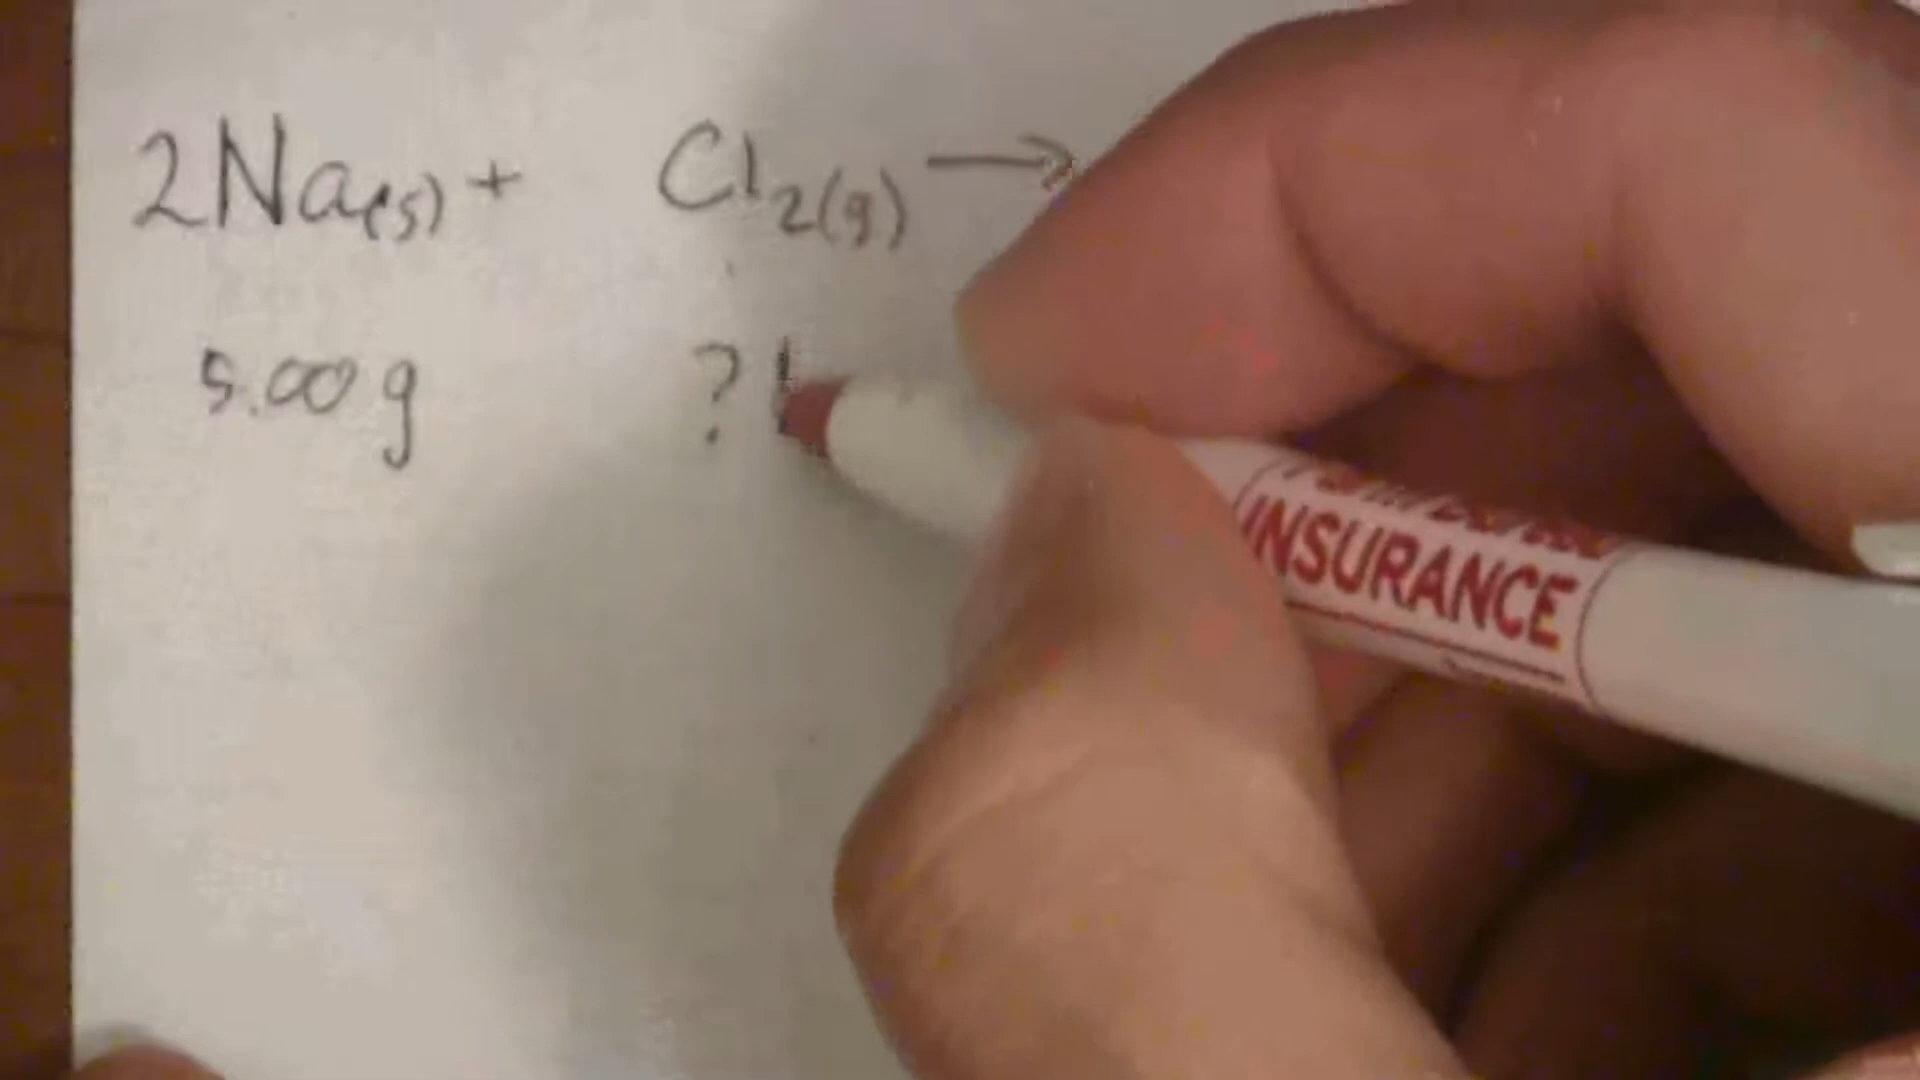 2Na(s) + Cl2(g) →
5.00 g ?
INSURANCE